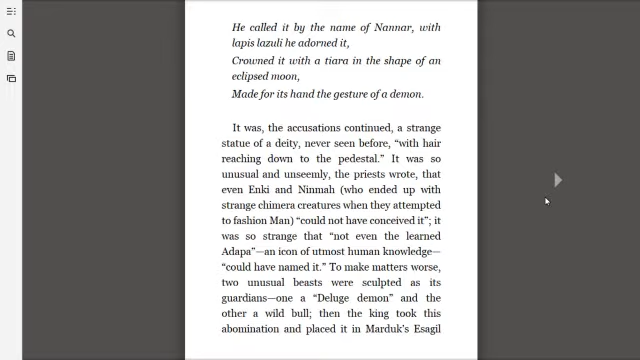 He called it by the name of Nannar, with
lapis lazuli he adorned it,
Crowned it with a tiara in the shape of an
eclipsed moon,
Made for its hand the gesture of a demon.
It was, the accusations continued, a strange
statue of a deity, never seen before, “with hair
reaching down to the pedestal.” It was so
unusual and unseemly, the priests wrote, that
even Enki and Ninmah (who ended up with
strange chimera creatures when they attempted
to fashion Man) “could not have conceived it”; it
was so strange that “not even the learned
Adapa”—an icon of utmost human knowledge—
“could have named it.” To make matters worse,
two unusual beasts were sculpted as its
guardians—one a “Deluge demon” and the
other a wild bull; then the king took this
abomination and placed it in Marduk's Esagil